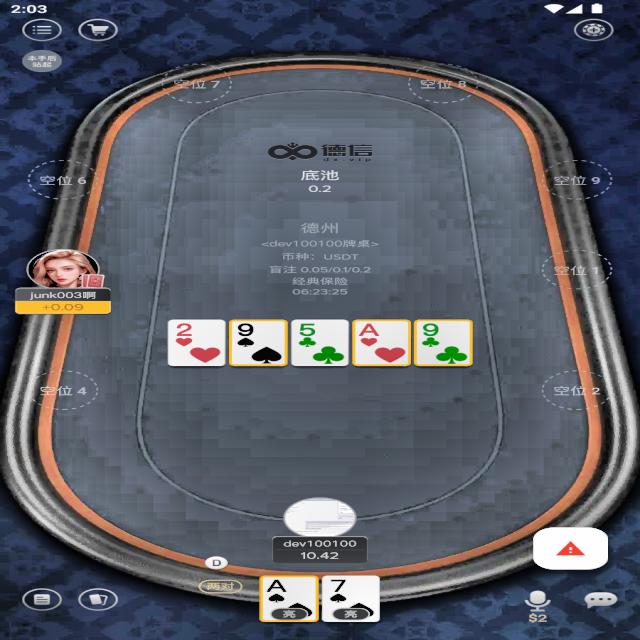 2:03
本手后
站起
空位 7
空位 8
德信
dx.vip
底池
0.2
空位 6
空位 9
德州
<dev100100牌桌>
币种：USDT
盲注 0.05/0.1/0.2
经典保险
06:23:25
空位 1
junk003啊
+0.09
2
9
5
A
9
空位 4
空位 2
dev100100
10.42
D
两对
A
7
亮
亮
$2